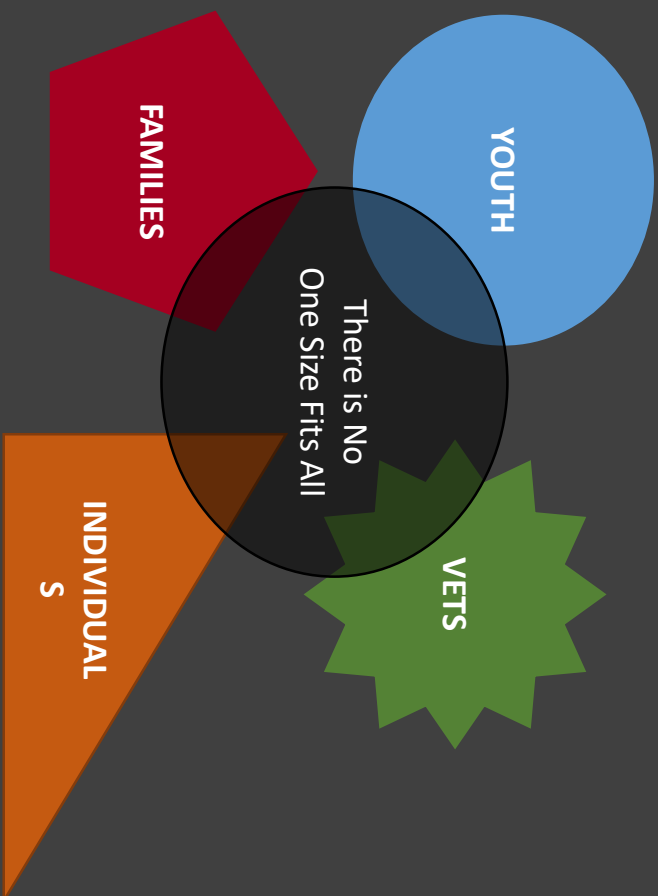 YOUTH
VETS
There is No
One Size Fits All
FAMILIES
INDIVIDUAL
S